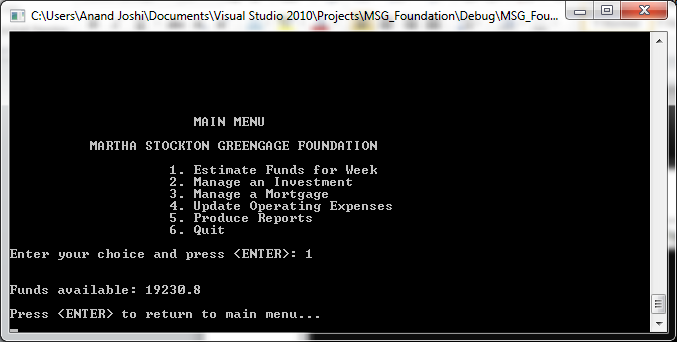 C:\Users\Anand Joshi\Documents\Visual Studio 2010\Projects\MSG_Foundation\Debug\MSG_Fou...
MAIN MENU
MARTHA STOCKTON GREENGAGE FOUNDATION
1. Estimate Funds for Week
2. Manage an Investment
3. Manage a Mortgage
4. Update Operating Expenses
5. Produce Reports
6. Quit
Enter your choice and press <ENTER>: 1
Funds available: 19230.8
Press <ENTER> to return to main menu...